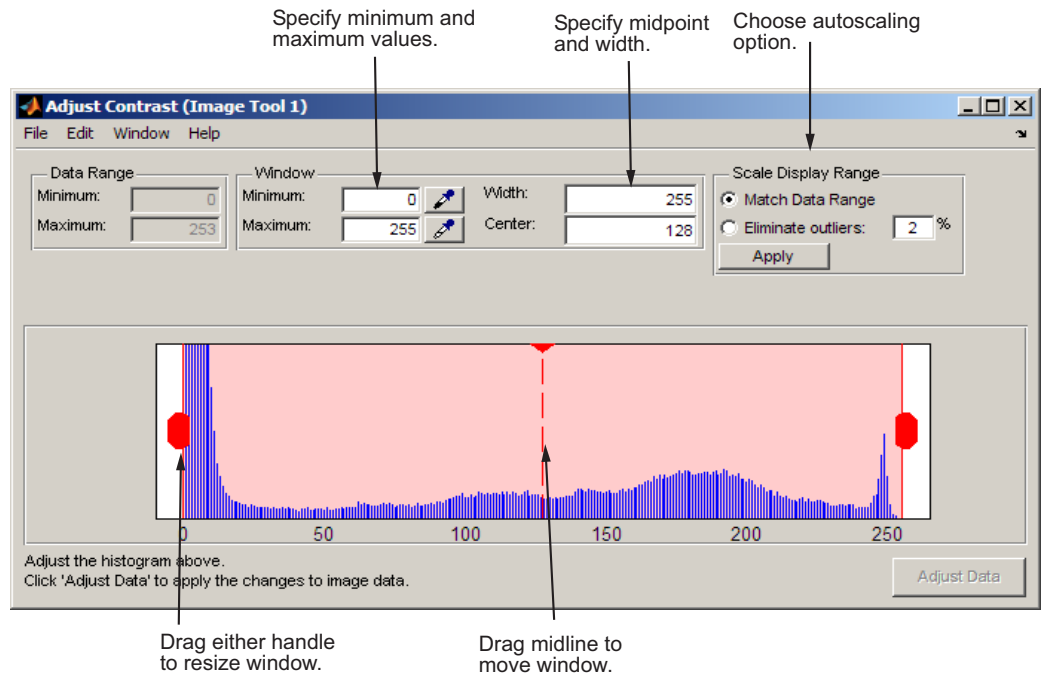 Specify minimum and
maximum values.
Specify midpoint
and width.
Choose autoscaling
option.
Adjust Contrast (Image Tool 1)
File Edit Window Help
Data Range
Minimum: 0
Maximum: 253
Window
Minimum: 0
Maximum: 255
Width: 255
Center: 128
Scale Display Range
Match Data Range
Eliminate outliers: 2 %
Apply
0 50 100 150 200 250
Adjust the histogram above.
Click 'Adjust Data' to apply the changes to image data.
Adjust Data
Drag either handle
to resize window.
Drag midline to
move window.